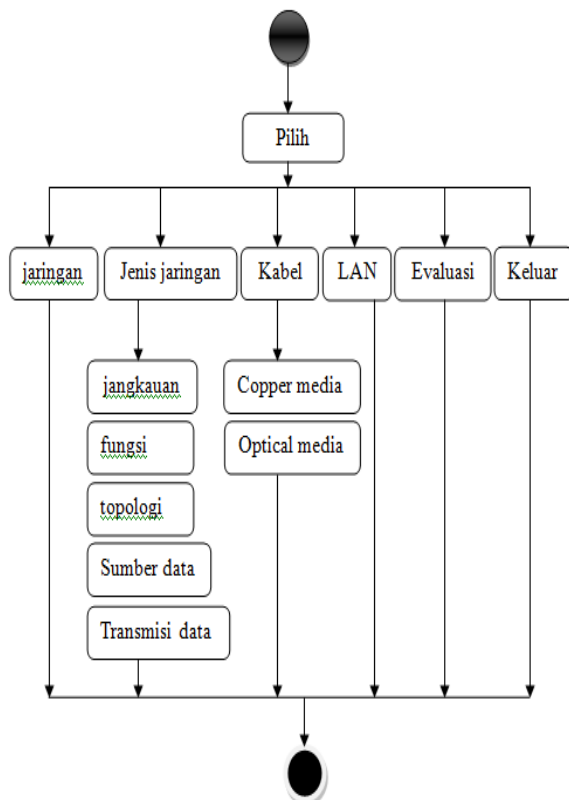 Pilih
jaringan
Jenis jaringan
Kabel
LAN
Evaluasi
Keluar
jangkauan
fungsi
topologi
Sumber data
Transmisi data
Copper media
Optical media